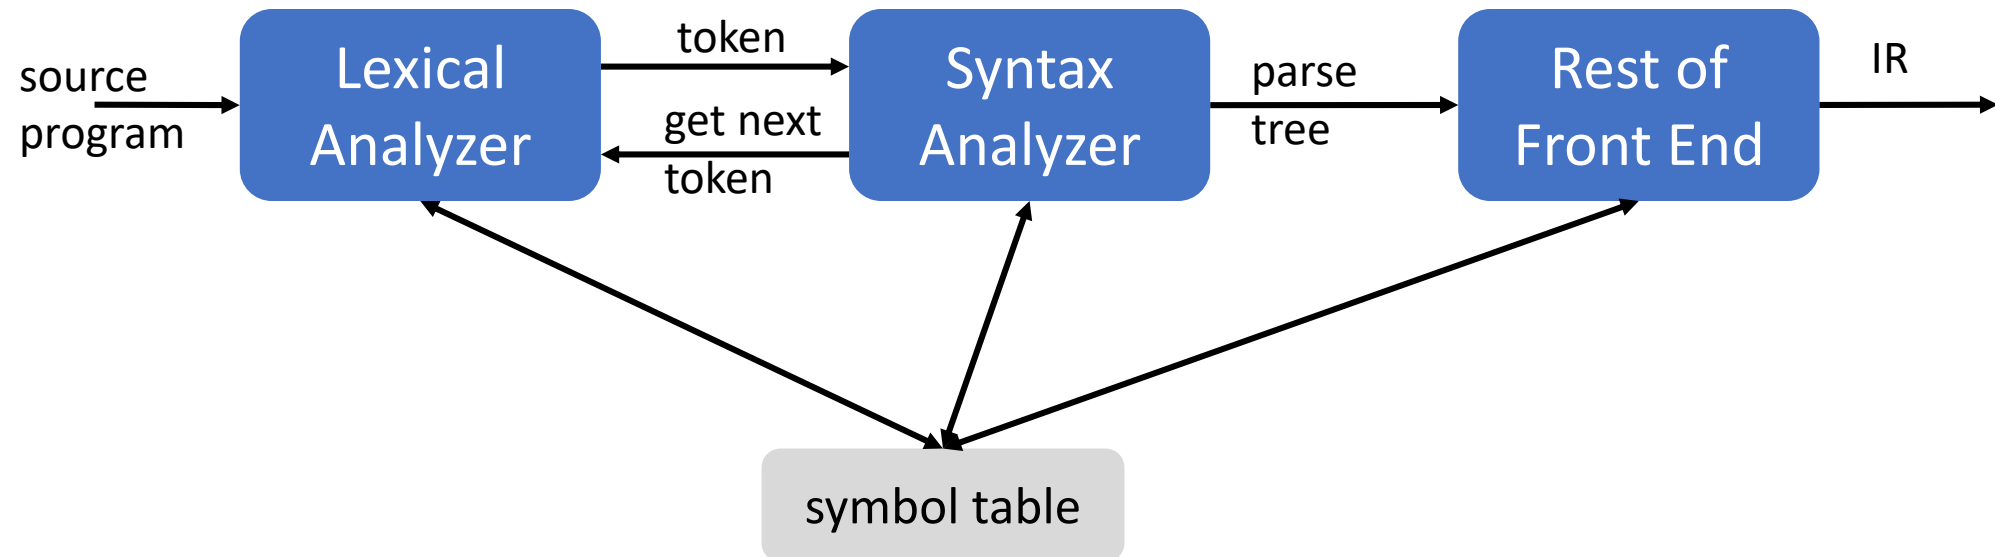 source
program
Lexical
Analyzer
token
get next
token
Syntax
Analyzer
parse
tree
Rest of
Front End
IR
symbol table